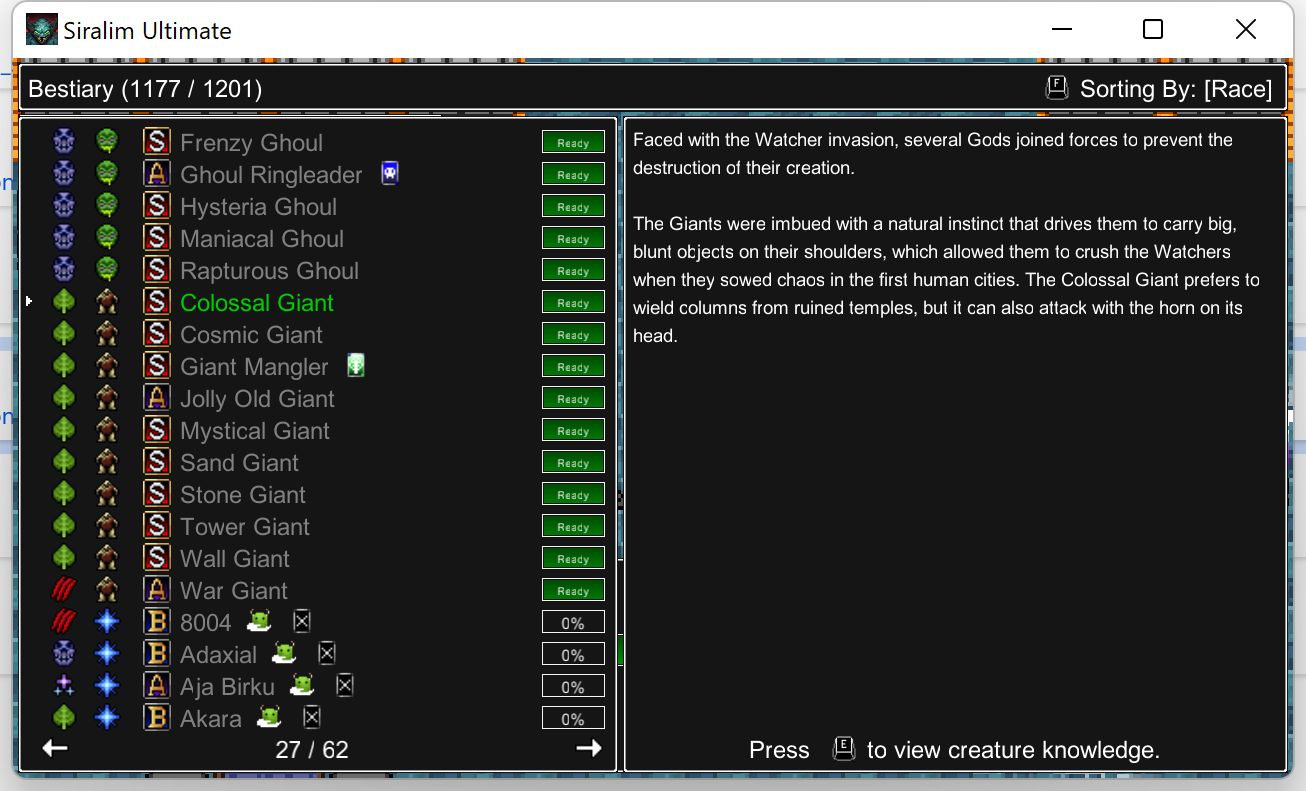 Siralim Ultimate
Bestiary (1177 / 1201)
F Sorting By: [Race]
S Frenzy Ghoul Ready
A Ghoul Ringleader Ready
S Hysteria Ghoul Ready
S Maniacal Ghoul Ready
S Rapturous Ghoul Ready
S Colossal Giant Ready
S Cosmic Giant Ready
S Giant Mangler Ready
A Jolly Old Giant Ready
S Mystical Giant Ready
S Sand Giant Ready
S Stone Giant Ready
S Tower Giant Ready
S Wall Giant Ready
A War Giant Ready
B 8004 0%
B Adaxial 0%
A Aja Birku 0%
B Akara 0%
27 / 62
Faced with the Watcher invasion, several Gods joined forces to prevent the
destruction of their creation.
The Giants were imbued with a natural instinct that drives them to carry big,
blunt objects on their shoulders, which allowed them to crush the Watchers
when they sowed chaos in the first human cities. The Colossal Giant prefers to
wield columns from ruined temples, but it can also attack with the horn on its
head.
Press E to view creature knowledge.